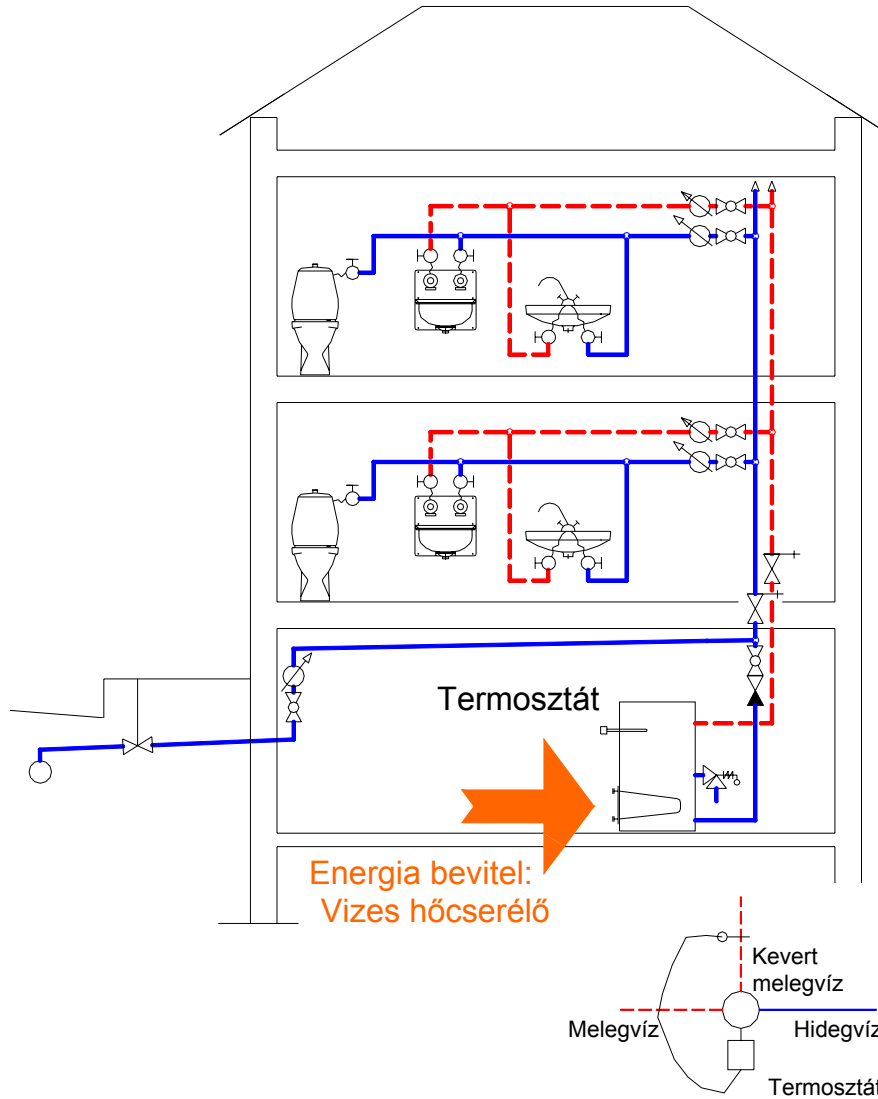 Termosztát
Energia bevitel:
Vizes hőcserélő
Kevert
melegvíz
Melegvíz
Hidegvíz
Termosztát